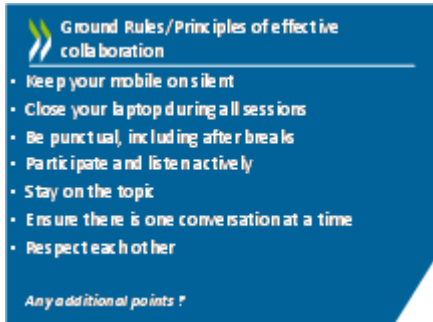 Ground Rules/Principles of effective
collaboration
• Keep your mobile on silent
• Close your laptop during all sessions
• Be punctual, including after breaks
• Participate and listen actively
• Stay on the topic
• Ensure there is one conversation at a time
• Respect each other
Any additional points ?